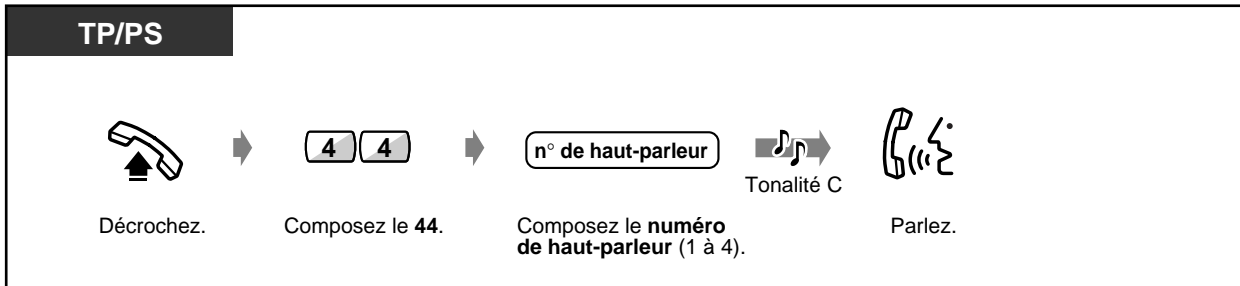 TP/PS
4 4
n° de haut-parleur
Tonalité C
Décrochez.
Composez le 44.
Composez le numéro
de haut-parleur (1 à 4).
Parlez.